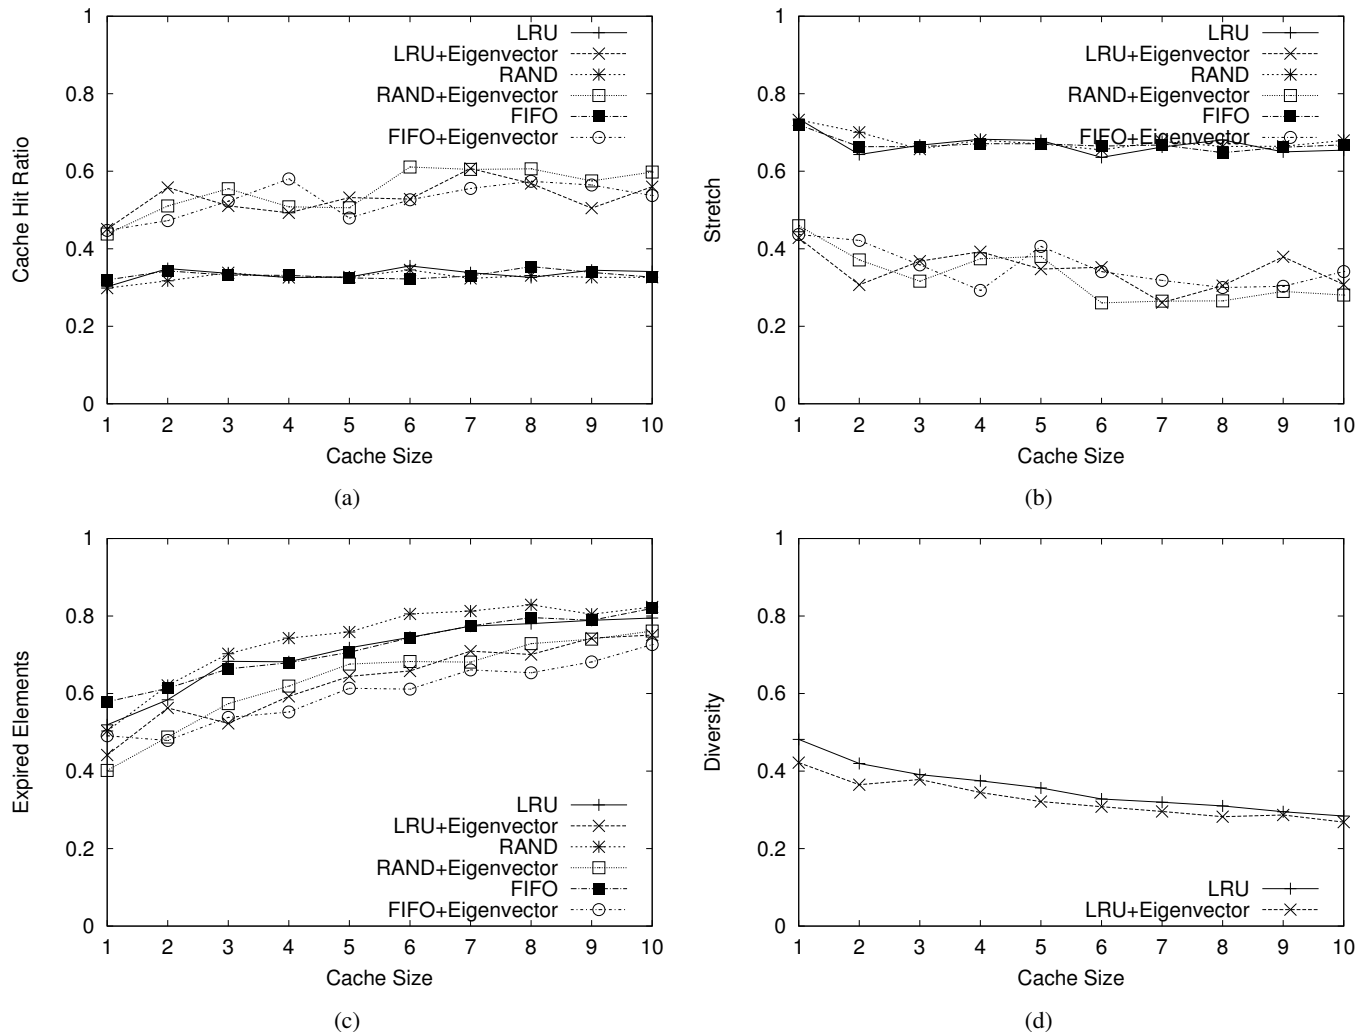 1
0.8
0.6
0.4
0.2
0
Cache Hit Ratio
LRU
LRU+Eigenvector
RAND
RAND+Eigenvector
FIFO
FIFO+Eigenvector
1 2 3 4 5 6 7 8 9 10
Cache Size
(a)
1
0.8
0.6
0.4
0.2
0
Stretch
LRU
LRU+Eigenvector
RAND
RAND+Eigenvector
FIFO
FIFO+Eigenvector
1 2 3 4 5 6 7 8 9 10
Cache Size
(b)
1
0.8
0.6
0.4
0.2
0
Expired Elements
LRU
LRU+Eigenvector
RAND
RAND+Eigenvector
FIFO
FIFO+Eigenvector
1 2 3 4 5 6 7 8 9 10
Cache Size
(c)
1
0.8
0.6
0.4
0.2
0
Diversity
LRU
LRU+Eigenvector
1 2 3 4 5 6 7 8 9 10
Cache Size
(d)